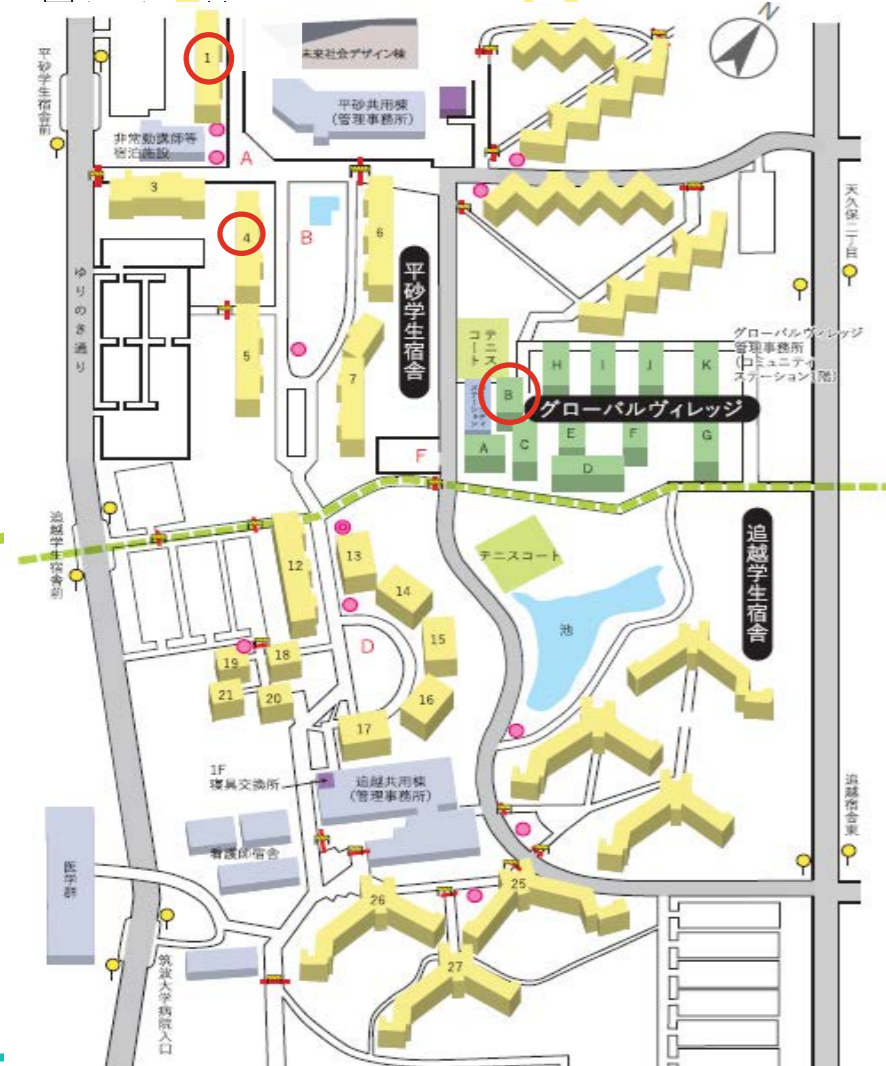 N
1
未来社会デザイン棟
平砂学生宿舎前
平砂共用棟
(管理事務所)
非常勤講師等
宿泊施設
A
3
天久保二丁目
4
B
6
平砂学生宿舎
ゆりのき通り
テニス
コート
グローバルヴィレッジ
管理事務所
(コミュニティ
ステーション1階)
5
7
H
I
J
K
B
グローバルヴィレッジ
F
A
C
E
F
G
D
追越学生宿舎前
追越学生宿舎
12
13
テニスコート
14
池
15
D
19
18
21
20
16
17
1F
寝具交換所
追越共用棟
(管理事務所)
追越宿舎東
看護師宿舎
医学群
25
26
27
筑波大学病院入口